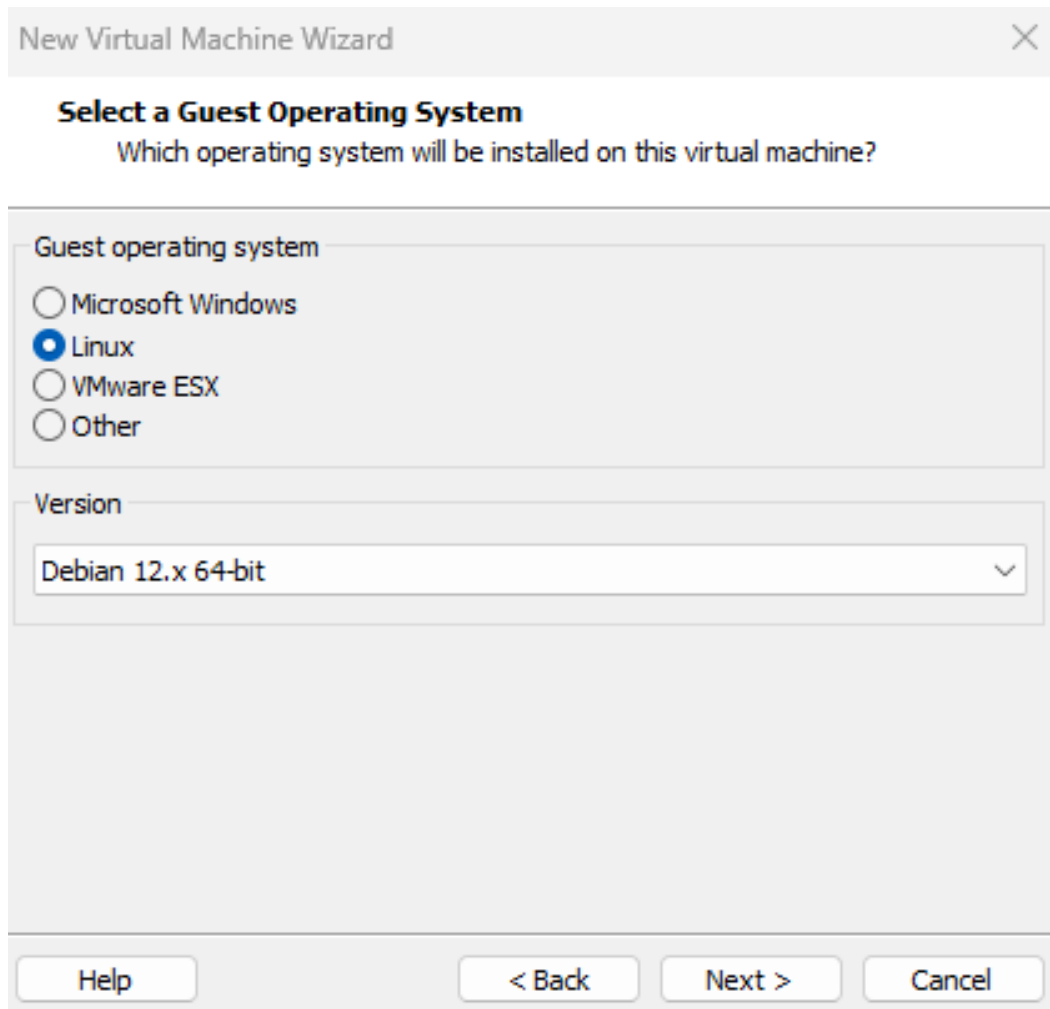 New Virtual Machine Wizard
Select a Guest Operating System
Which operating system will be installed on this virtual machine?
Guest operating system
Microsoft Windows
Linux
VMware ESX
Other
Version
Debian 12.x 64-bit
Help
< Back
Next >
Cancel